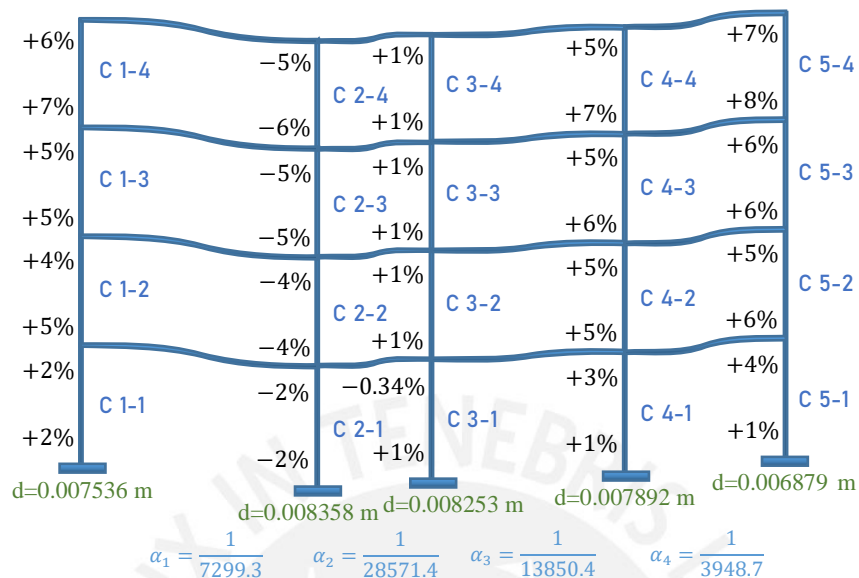 +6%
−5%
+1%
+5%
+7%
C 1-4
C 2-4
C 3-4
C 4-4
C 5-4
+7%
−6%
+1%
+7%
+8%
+5%
−5%
+1%
+5%
+6%
C 1-3
C 2-3
C 3-3
C 4-3
C 5-3
+5%
−5%
+1%
+6%
+6%
+4%
−4%
+1%
+5%
+5%
C 1-2
C 2-2
C 3-2
C 4-2
C 5-2
+5%
−4%
+1%
+5%
+6%
+2%
−2%
−0.34%
+3%
+4%
C 1-1
C 2-1
C 3-1
C 4-1
C 5-1
+2%
−2%
+1%
+1%
+1%
d=0.007536 m
d=0.008358 m
d=0.008253 m
d=0.007892 m
d=0.006879 m
α₁ = 1/7299.3
α₂ = 1/28571.4
α₃ = 1/13850.4
α₄ = 1/3948.7
X IN TENEBRIS